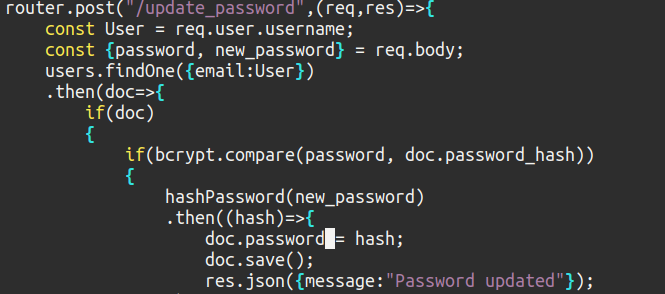 router.post("/update_password",(req,res)=>{
    const User = req.user.username;
    const {password, new_password} = req.body;
    users.findOne({email:User})
    .then(doc=>{
        if(doc)
        {
            if(bcrypt.compare(password, doc.password_hash))
            {
                hashPassword(new_password)
                .then((hash)=>{
                    doc.password = hash;
                    doc.save();
                    res.json({message:"Password updated"});